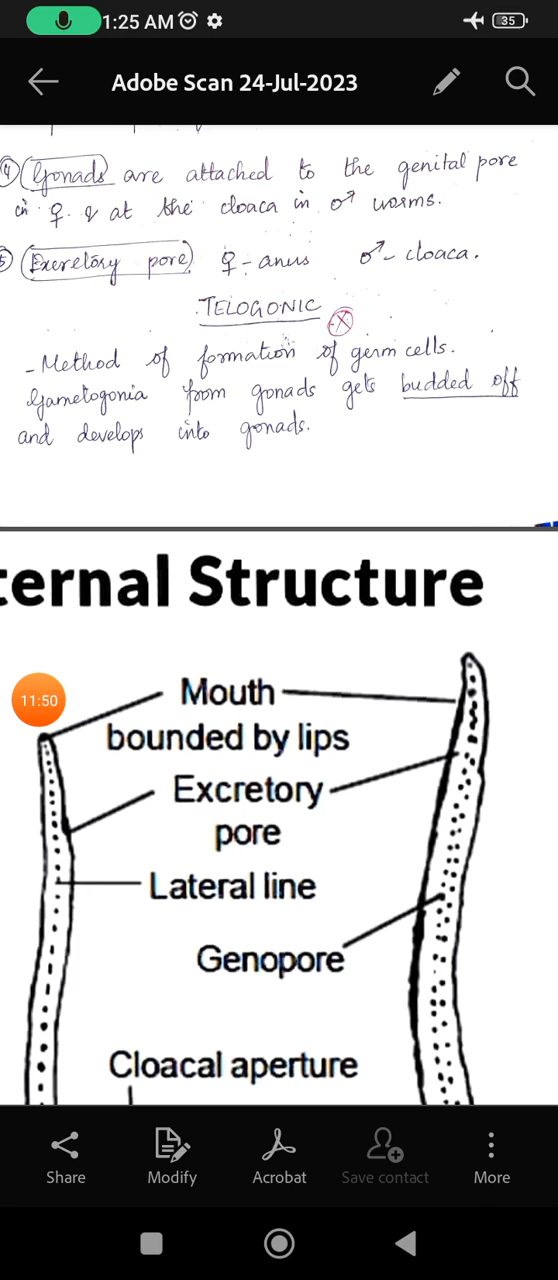 1:25 AM
35
Adobe Scan 24-Jul-2023
④ Gonads are attached to the genital pore
in ♀ & at the cloaca in ♂ worms.
⑤ Excretory pore) ♀ - anus ♂ - cloaca.
TELOGONIC
- Method of formation of germ cells.
Gametogonia from gonads gets budded off
and develops into gonads.
ternal Structure
11:50
Mouth
bounded by lips
Excretory
pore
Lateral line
Genopore
Cloacal aperture
Share Modify Acrobat Save contact More